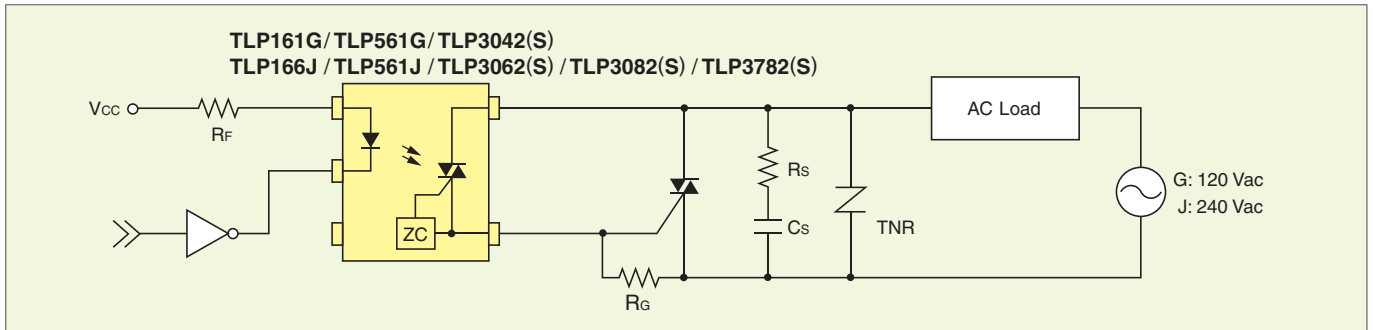 TLP161G/TLP561G/TLP3042(S)
TLP166J / TLP561J / TLP3062(S) / TLP3082(S) / TLP3782(S)
VCC
RF
ZC
RG
RS
CS
TNR
AC Load
G: 120 Vac
J: 240 Vac